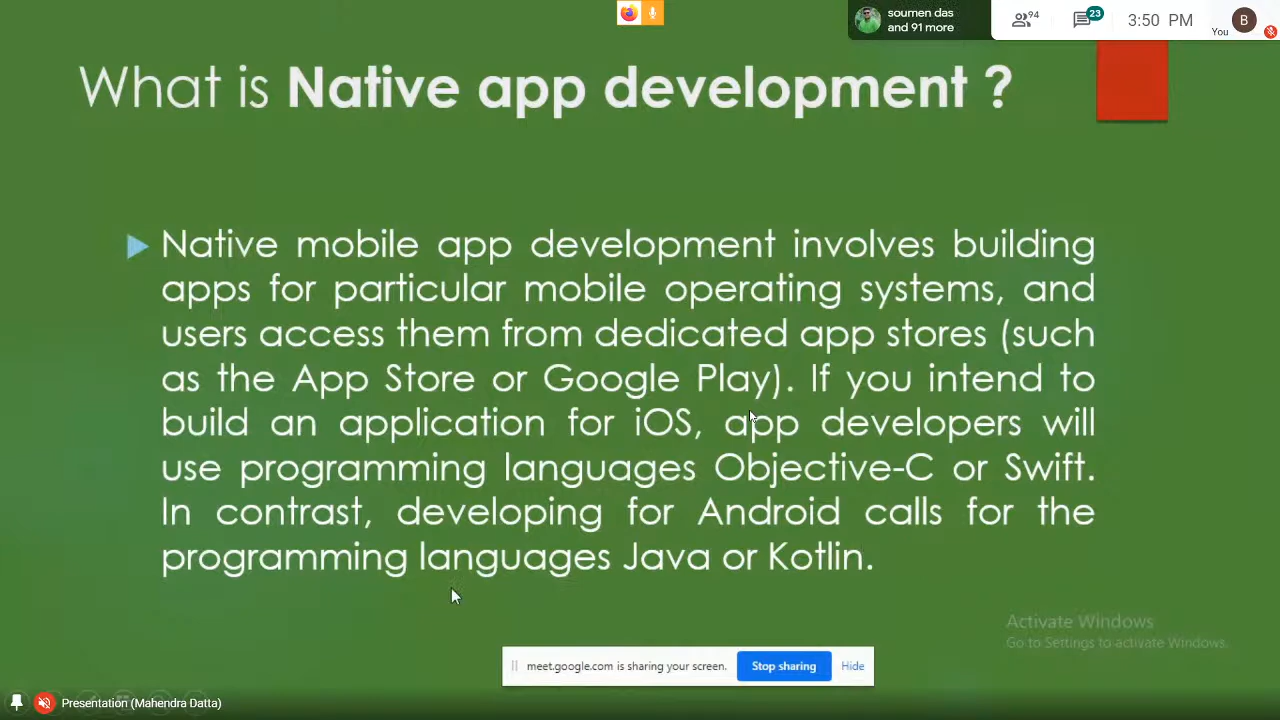 soumen das
and 91 more
94
23
3:50 PM
You
B
What is Native app development ?
Native mobile app development involves building
apps for particular mobile operating systems, and
users access them from dedicated app stores (such
as the App Store or Google Play). If you intend to
build an application for iOS, app developers will
use programming languages Objective-C or Swift.
In contrast, developing for Android calls for the
programming languages Java or Kotlin.
Activate Windows
Go to Settings to activate Windows.
meet.google.com is sharing your screen.
Stop sharing
Hide
Presentation (Mahendra Datta)